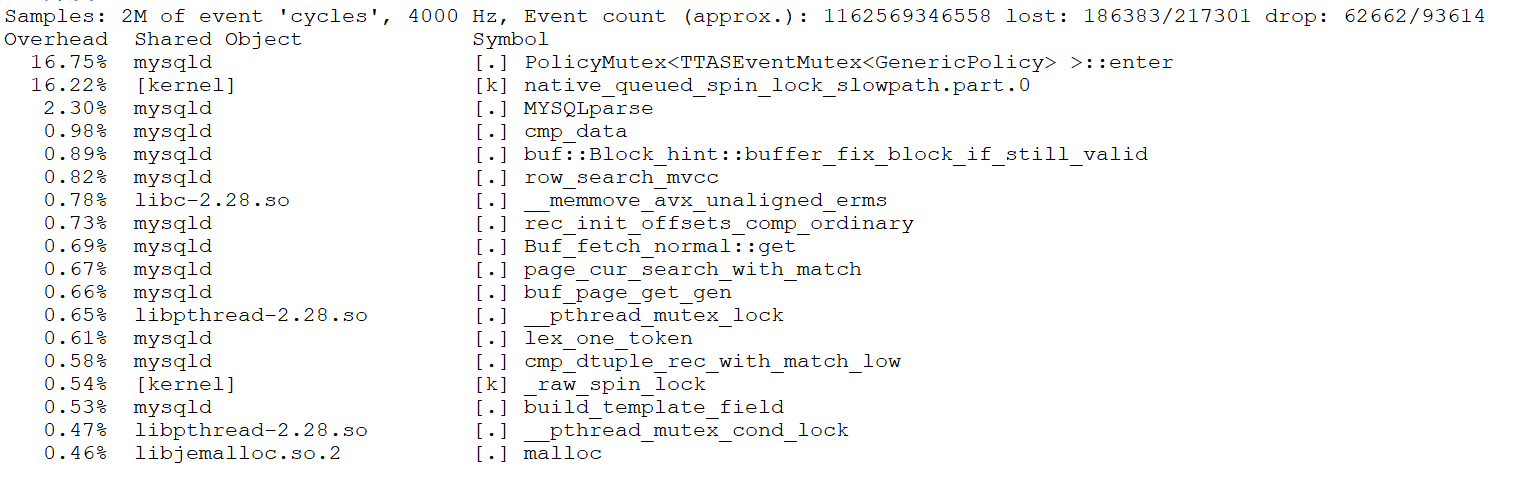 Samples: 2M of event 'cycles', 4000 Hz, Event count (approx.): 1162569346558 lost: 186383/217301 drop: 62662/93614
Overhead  Shared Object             Symbol
  16.75%  mysqld                    [.] PolicyMutex<TTASEventMutex<GenericPolicy> >::enter
  16.22%  [kernel]                  [k] native_queued_spin_lock_slowpath.part.0
   2.30%  mysqld                    [.] MYSQLparse
   0.98%  mysqld                    [.] cmp_data
   0.89%  mysqld                    [.] buf::Block_hint::buffer_fix_block_if_still_valid
   0.82%  mysqld                    [.] row_search_mvcc
   0.78%  libc-2.28.so              [.] __memmove_avx_unaligned_erms
   0.73%  mysqld                    [.] rec_init_offsets_comp_ordinary
   0.69%  mysqld                    [.] Buf_fetch_normal::get
   0.67%  mysqld                    [.] page_cur_search_with_match
   0.66%  mysqld                    [.] buf_page_get_gen
   0.65%  libpthread-2.28.so        [.] __pthread_mutex_lock
   0.61%  mysqld                    [.] lex_one_token
   0.58%  mysqld                    [.] cmp_dtuple_rec_with_match_low
   0.54%  [kernel]                  [k] _raw_spin_lock
   0.53%  mysqld                    [.] build_template_field
   0.47%  libpthread-2.28.so        [.] __pthread_mutex_cond_lock
   0.46%  libjemalloc.so.2          [.] malloc